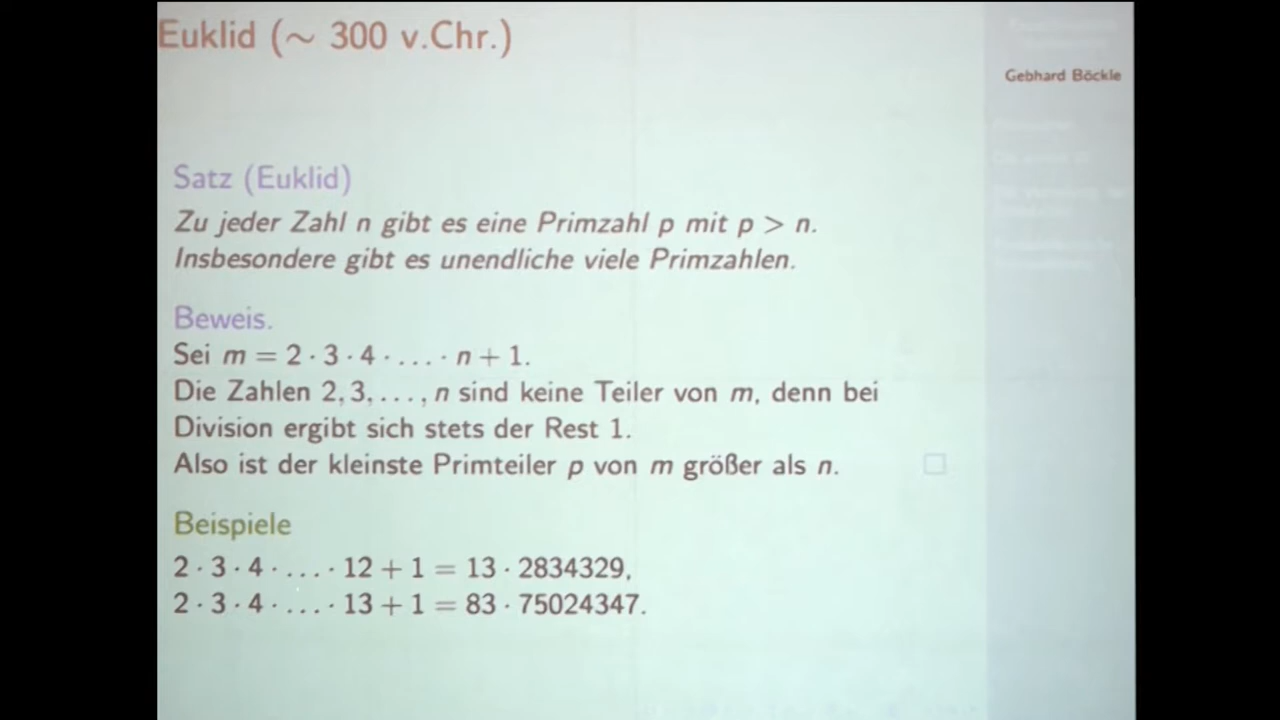 Euklid (∼ 300 v.Chr.)
Gebhard Böckle
Satz (Euklid)
Zu jeder Zahl n gibt es eine Primzahl p mit p > n.
Insbesondere gibt es unendliche viele Primzahlen.
Beweis.
Sei m = 2 · 3 · 4 · … · n + 1.
Die Zahlen 2, 3, …, n sind keine Teiler von m, denn bei
Division ergibt sich stets der Rest 1.
Also ist der kleinste Primteiler p von m größer als n. □
Beispiele
2 · 3 · 4 · … · 12 + 1 = 13 · 2834329,
2 · 3 · 4 · … · 13 + 1 = 83 · 75024347.